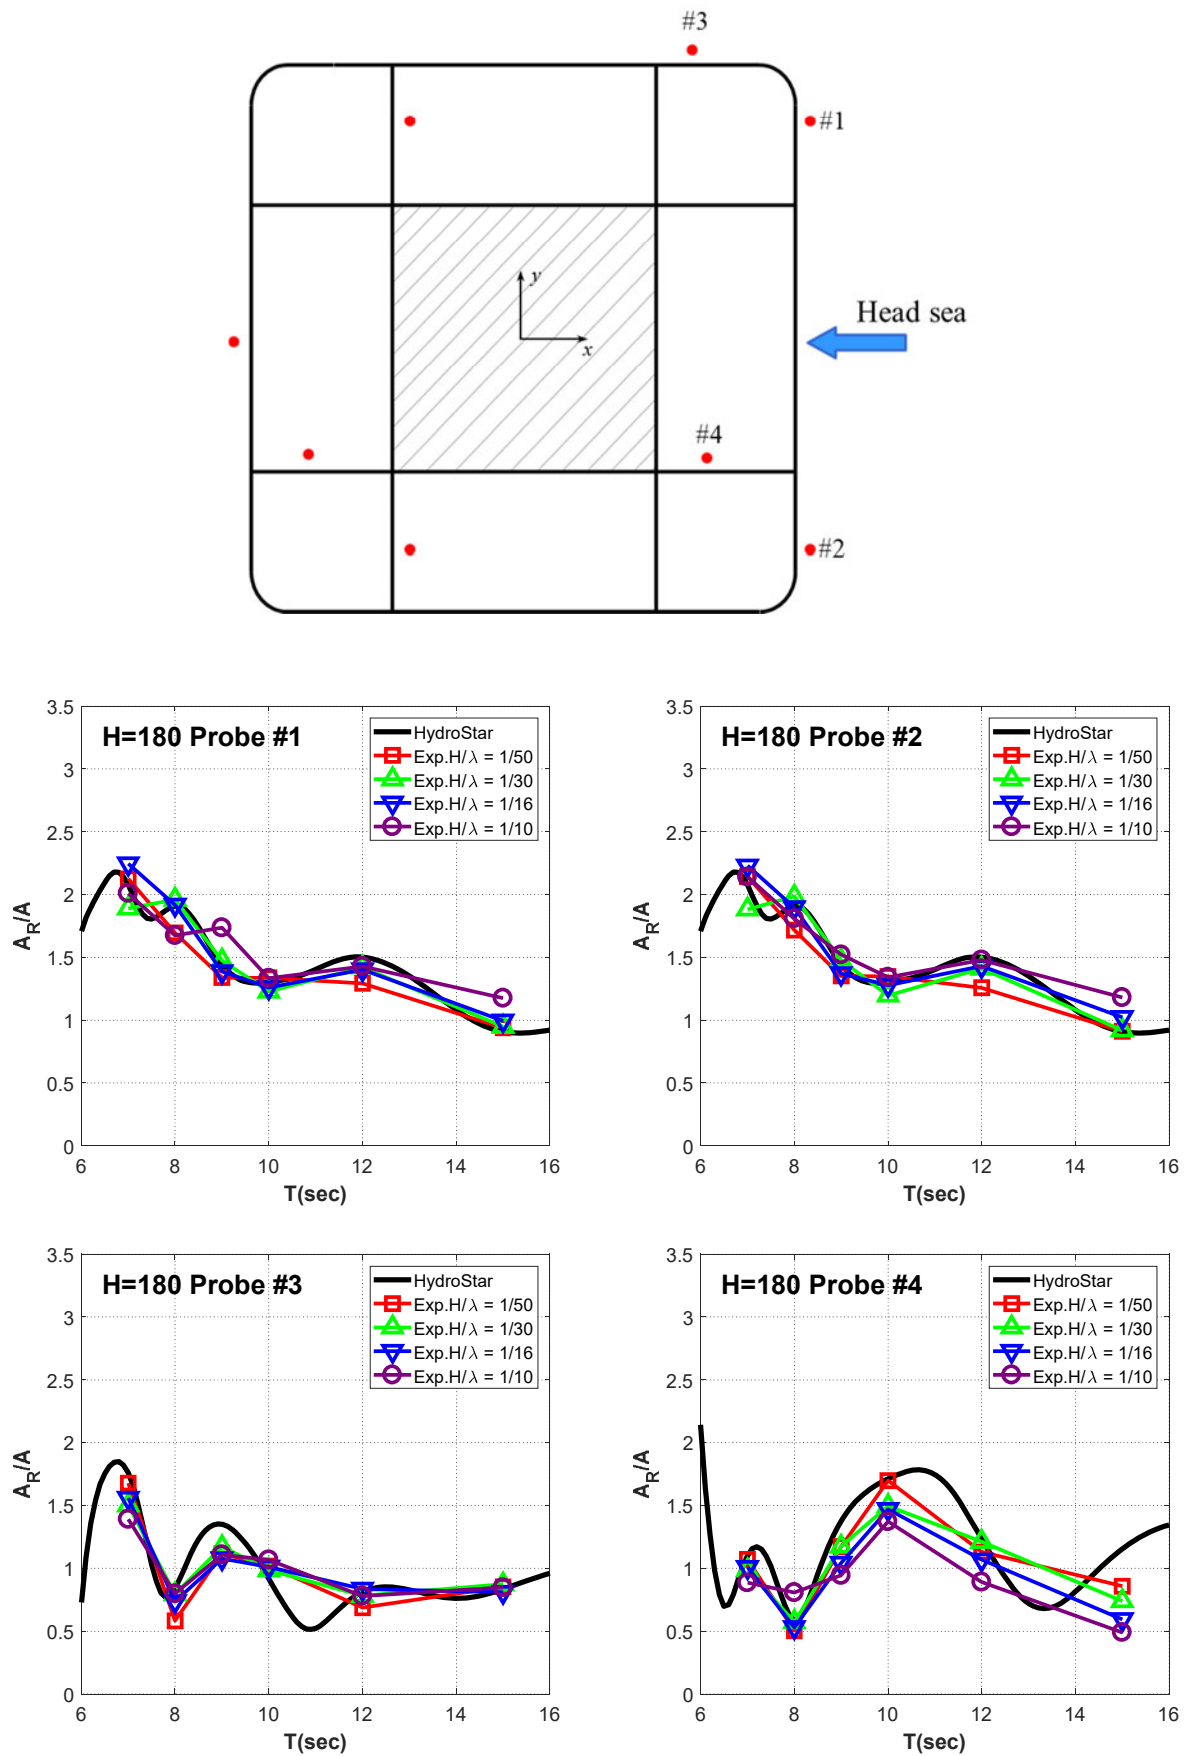 #3
#1
y
x
Head sea
#4
#2
H=180 Probe #1
HydroStar
Exp.H/λ = 1/50
Exp.H/λ = 1/30
Exp.H/λ = 1/16
Exp.H/λ = 1/10
3.5
3
2.5
2
1.5
1
0.5
0
A_R/A
6 8 10 12 14 16
T(sec)
H=180 Probe #2
HydroStar
Exp.H/λ = 1/50
Exp.H/λ = 1/30
Exp.H/λ = 1/16
Exp.H/λ = 1/10
3.5
3
2.5
2
1.5
1
0.5
0
A_R/A
6 8 10 12 14 16
T(sec)
H=180 Probe #3
HydroStar
Exp.H/λ = 1/50
Exp.H/λ = 1/30
Exp.H/λ = 1/16
Exp.H/λ = 1/10
3.5
3
2.5
2
1.5
1
0.5
0
A_R/A
6 8 10 12 14 16
T(sec)
H=180 Probe #4
HydroStar
Exp.H/λ = 1/50
Exp.H/λ = 1/30
Exp.H/λ = 1/16
Exp.H/λ = 1/10
3.5
3
2.5
2
1.5
1
0.5
0
A_R/A
6 8 10 12 14 16
T(sec)